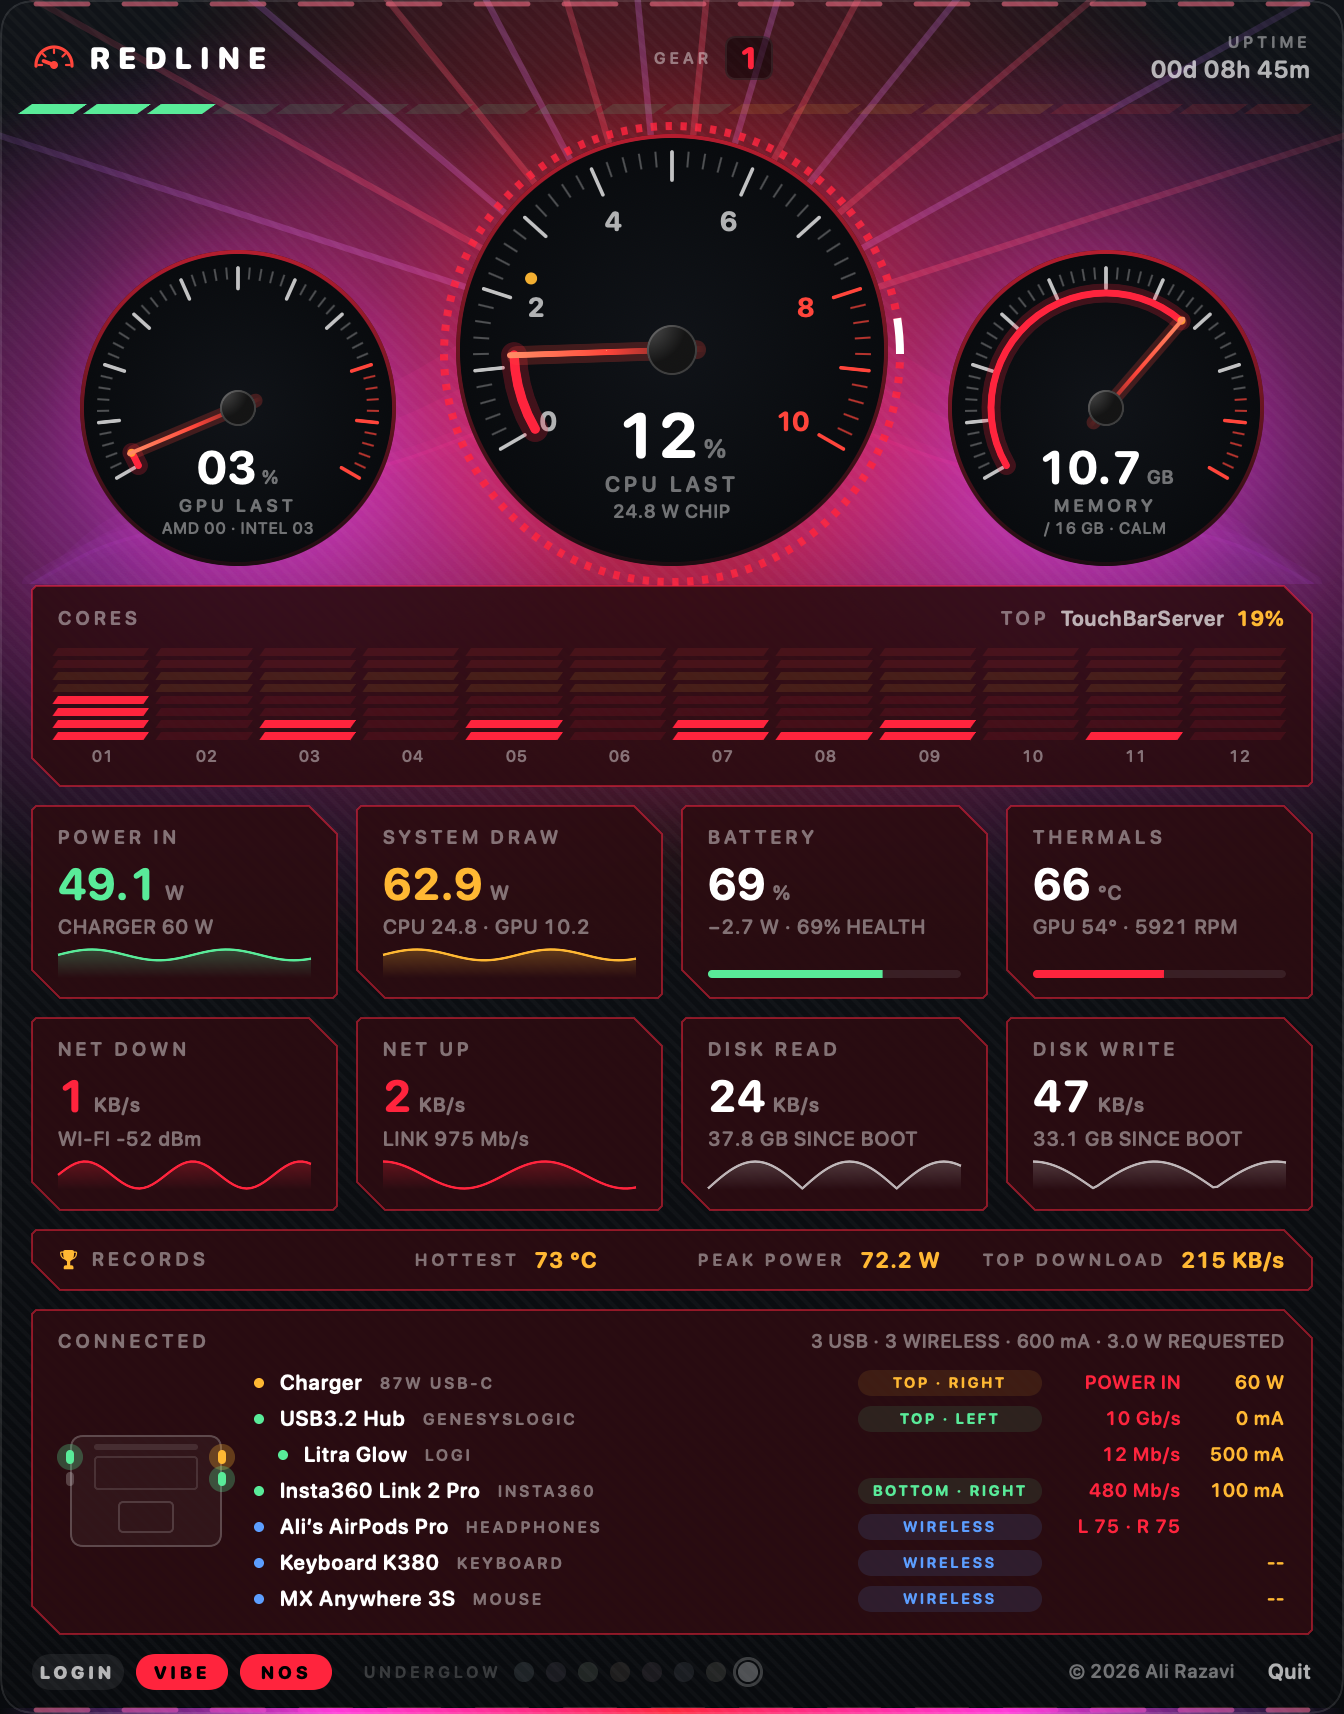 REDLINE
GEAR 1
UPTIME
00d 08h 45m
4 6
2 8
0 10
12 %
CPU LAST
24.8 W CHIP
03 %
GPU LAST
AMD 00 · INTEL 03
10.7 GB
MEMORY
/ 16 GB · CALM
CORES TOP TouchBarServer 19%
01 02 03 04 05 06 07 08 09 10 11 12
POWER IN
49.1 W
CHARGER 60 W
SYSTEM DRAW
62.9 W
CPU 24.8 · GPU 10.2
BATTERY
69 %
−2.7 W · 69% HEALTH
THERMALS
66 °C
GPU 54° · 5921 RPM
NET DOWN
1 KB/s
WI-FI -52 dBm
NET UP
2 KB/s
LINK 975 Mb/s
DISK READ
24 KB/s
37.8 GB SINCE BOOT
DISK WRITE
47 KB/s
33.1 GB SINCE BOOT
RECORDS HOTTEST 73 °C PEAK POWER 72.2 W TOP DOWNLOAD 215 KB/s
CONNECTED 3 USB · 3 WIRELESS · 600 mA · 3.0 W REQUESTED
Charger 87W USB-C TOP · RIGHT POWER IN 60 W
USB3.2 Hub GENESYSLOGIC TOP · LEFT 10 Gb/s 0 mA
Litra Glow LOGI 12 Mb/s 500 mA
Insta360 Link 2 Pro INSTA360 BOTTOM · RIGHT 480 Mb/s 100 mA
Ali's AirPods Pro HEADPHONES WIRELESS L 75 · R 75
Keyboard K380 KEYBOARD WIRELESS --
MX Anywhere 3S MOUSE WIRELESS --
LOGIN VIBE NOS UNDERGLOW © 2026 Ali Razavi Quit